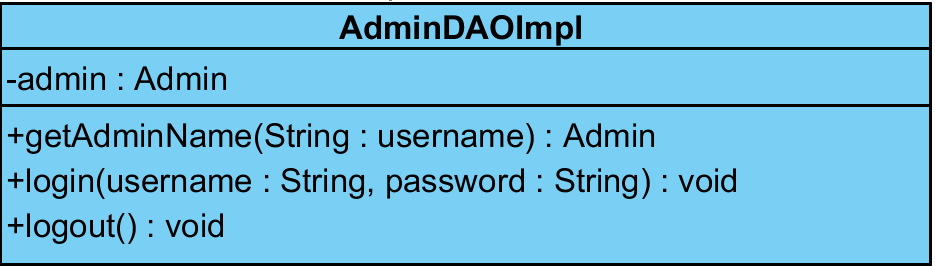 AdminDAOImpl
-admin : Admin
+getAdminName(String : username) : Admin
+login(username : String, password : String) : void
+logout() : void